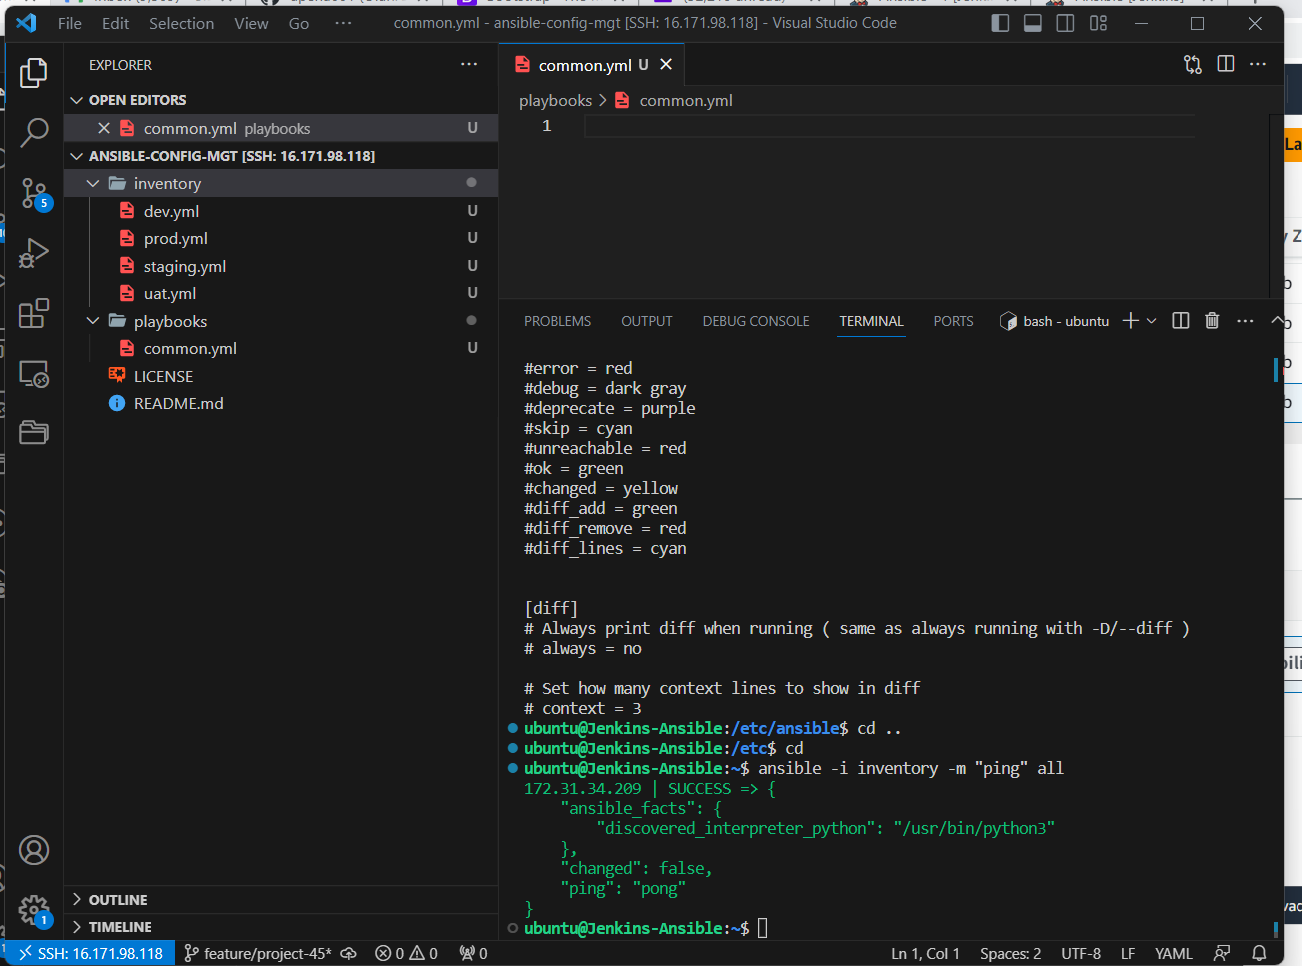 File Edit Selection View Go ··· common.yml - ansible-config-mgt [SSH: 16.171.98.118] - Visual Studio Code
EXPLORER
OPEN EDITORS
common.yml playbooks U
ANSIBLE-CONFIG-MGT [SSH: 16.171.98.118]
inventory
dev.yml U
prod.yml U
staging.yml U
uat.yml U
playbooks
common.yml U
LICENSE
README.md
OUTLINE
TIMELINE
5
1
common.yml U
playbooks > common.yml
1
PROBLEMS OUTPUT DEBUG CONSOLE TERMINAL PORTS bash - ubuntu
#error = red
#debug = dark gray
#deprecate = purple
#skip = cyan
#unreachable = red
#ok = green
#changed = yellow
#diff_add = green
#diff_remove = red
#diff_lines = cyan
[diff]
# Always print diff when running ( same as always running with -D/--diff )
# always = no
# Set how many context lines to show in diff
# context = 3
ubuntu@Jenkins-Ansible:/etc/ansible$ cd ..
ubuntu@Jenkins-Ansible:/etc$ cd
ubuntu@Jenkins-Ansible:~$ ansible -i inventory -m "ping" all
172.31.34.209 | SUCCESS => {
"ansible_facts": {
"discovered_interpreter_python": "/usr/bin/python3"
},
"changed": false,
"ping": "pong"
}
ubuntu@Jenkins-Ansible:~$
SSH: 16.171.98.118 feature/project-45* 0 0 0 Ln 1, Col 1 Spaces: 2 UTF-8 LF YAML